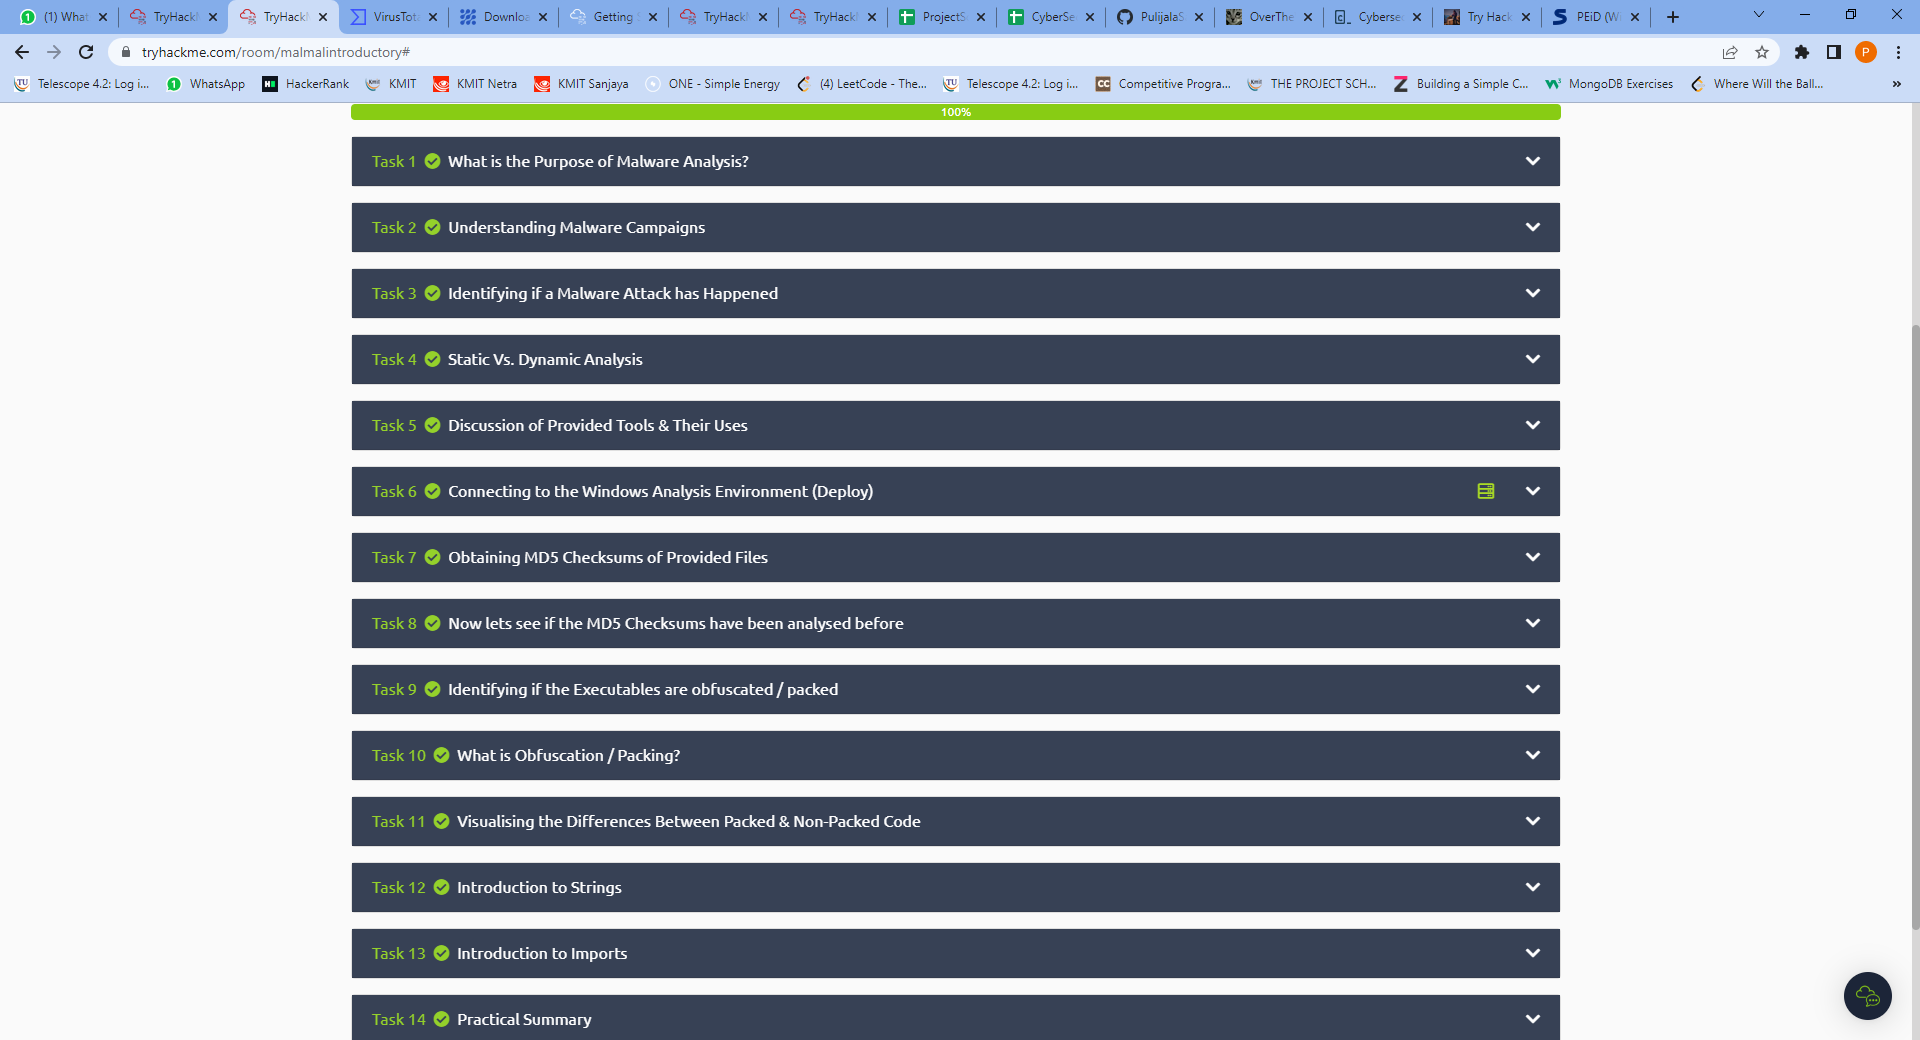 (1) What
TryHackM
TryHackM
VirusTot
Downloa
Getting S
TryHackM
TryHackM
ProjectS
CyberSe
PulijalaS
OverThe
Cybersec
Try Hack
PEiD (Wi
tryhackme.com/room/malmalintroductory#
P
Telescope 4.2: Log i...
WhatsApp
HackerRank
KMIT
KMIT Netra
KMIT Sanjaya
ONE - Simple Energy
(4) LeetCode - The...
Telescope 4.2: Log i...
Competitive Progra...
THE PROJECT SCH...
Building a Simple C...
MongoDB Exercises
Where Will the Ball...
»
100%
Task 1 What is the Purpose of Malware Analysis?
Task 2 Understanding Malware Campaigns
Task 3 Identifying if a Malware Attack has Happened
Task 4 Static Vs. Dynamic Analysis
Task 5 Discussion of Provided Tools & Their Uses
Task 6 Connecting to the Windows Analysis Environment (Deploy)
Task 7 Obtaining MD5 Checksums of Provided Files
Task 8 Now lets see if the MD5 Checksums have been analysed before
Task 9 Identifying if the Executables are obfuscated / packed
Task 10 What is Obfuscation / Packing?
Task 11 Visualising the Differences Between Packed & Non-Packed Code
Task 12 Introduction to Strings
Task 13 Introduction to Imports
Task 14 Practical Summary